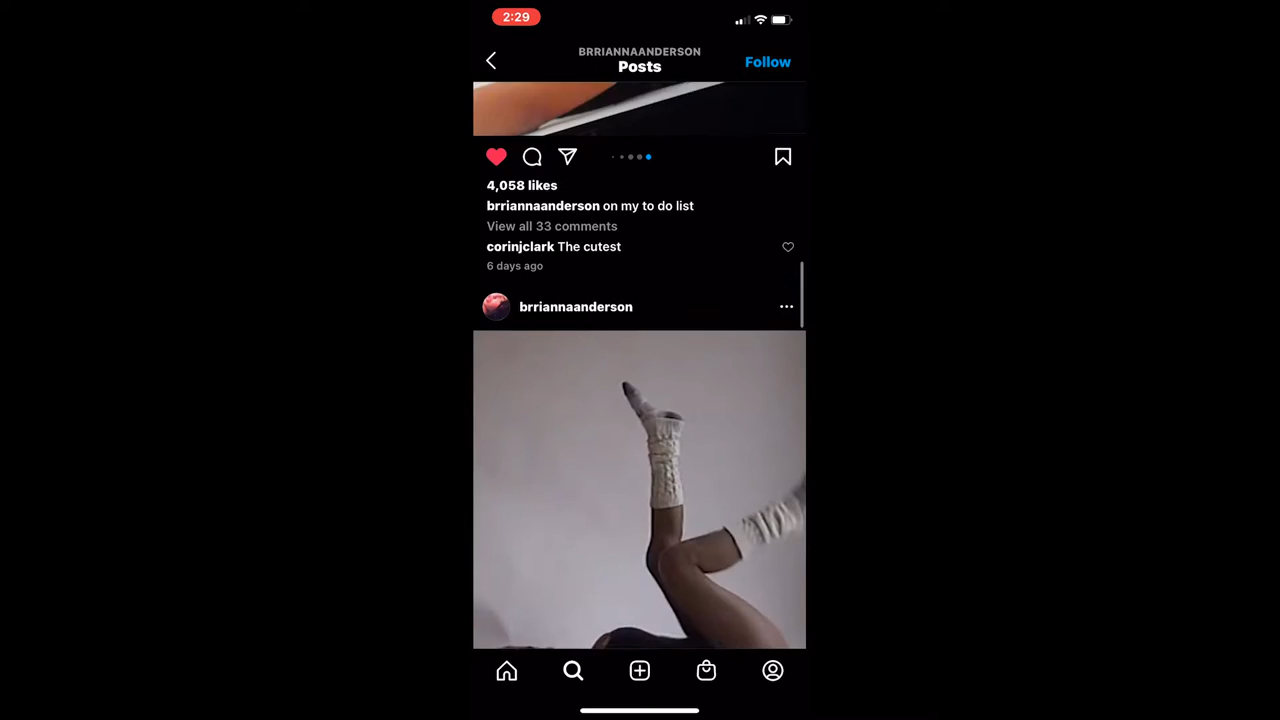 2:29
BRRIANNAANDERSON
Posts
Follow
4,058 likes
brriannaanderson on my to do list
View all 33 comments
corinjclark The cutest
6 days ago
brriannaanderson